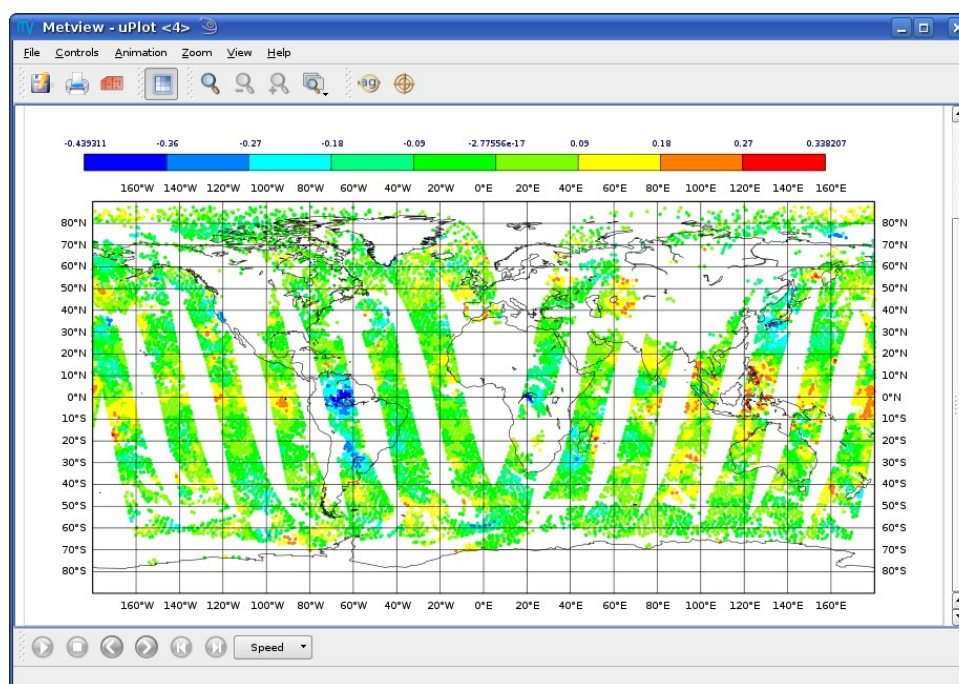 Metview - uPlot <4>
File Controls Animation Zoom View Help
ag
-0.439311 -0.36 -0.27 -0.18 -0.09 -2.77556e-17 0.09 0.18 0.27 0.338207
160°W 140°W 120°W 100°W 80°W 60°W 40°W 20°W 0°E 20°E 40°E 60°E 80°E 100°E 120°E 140°E 160°E
80°N 80°N
70°N 70°N
60°N 60°N
50°N 50°N
40°N 40°N
30°N 30°N
20°N 20°N
10°N 10°N
0°N 0°N
10°S 10°S
20°S 20°S
30°S 30°S
40°S 40°S
50°S 50°S
60°S 60°S
70°S 70°S
80°S 80°S
160°W 140°W 120°W 100°W 80°W 60°W 40°W 20°W 0°E 20°E 40°E 60°E 80°E 100°E 120°E 140°E 160°E
Speed